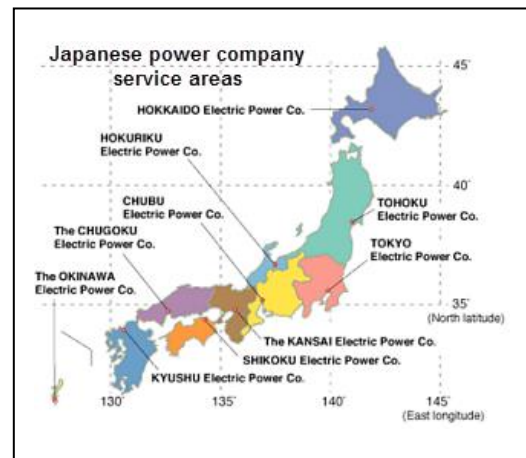 Japanese power company
service areas
45°
HOKKAIDO Electric Power Co.
HOKURIKU
Electric Power Co.
40°
CHUBU
Electric Power Co.
TOHOKU
Electric Power Co.
The CHUGOKU
Electric Power Co.
TOKYO
Electric Power Co.
The OKINAWA
Electric Power Co.
35°
(North latitude)
The KANSAI Electric Power Co.
SHIKOKU Electric Power Co.
KYUSHU Electric Power Co.
130°
135°
140°
145°
(East longitude)